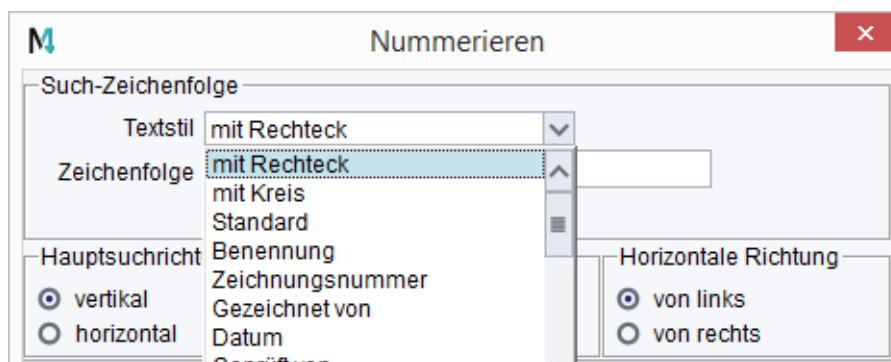 Nummerieren
Such-Zeichenfolge
Textstil mit Rechteck
Zeichenfolge
mit Rechteck
mit Kreis
Standard
Benennung
Zeichnungsnummer
Gezeichnet von
Datum
Hauptsuchricht
vertikal
horizontal
Horizontale Richtung
von links
von rechts